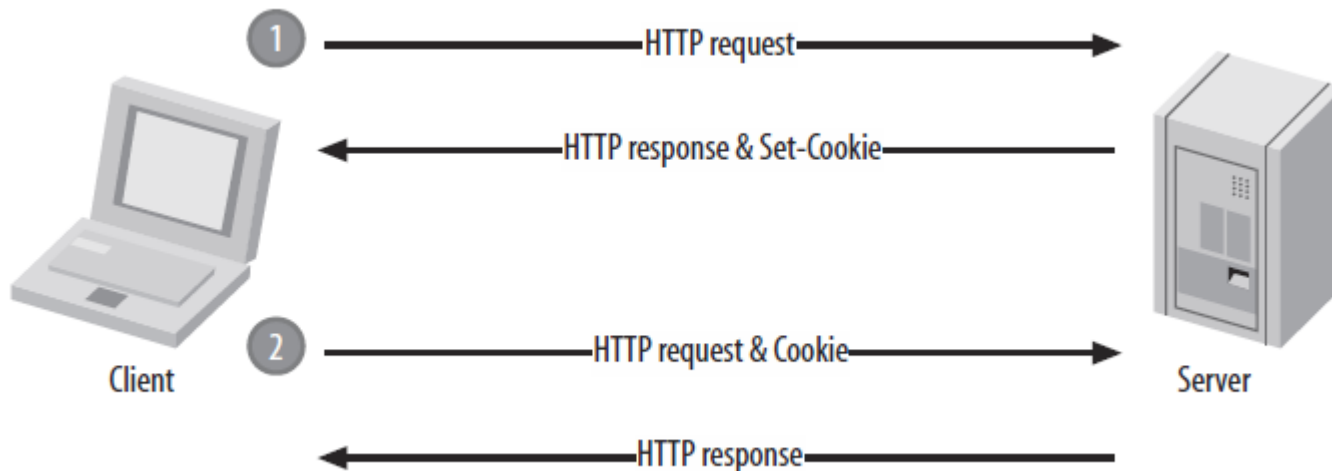 1
HTTP request
HTTP response & Set-Cookie
2
HTTP request & Cookie
Client
Server
HTTP response